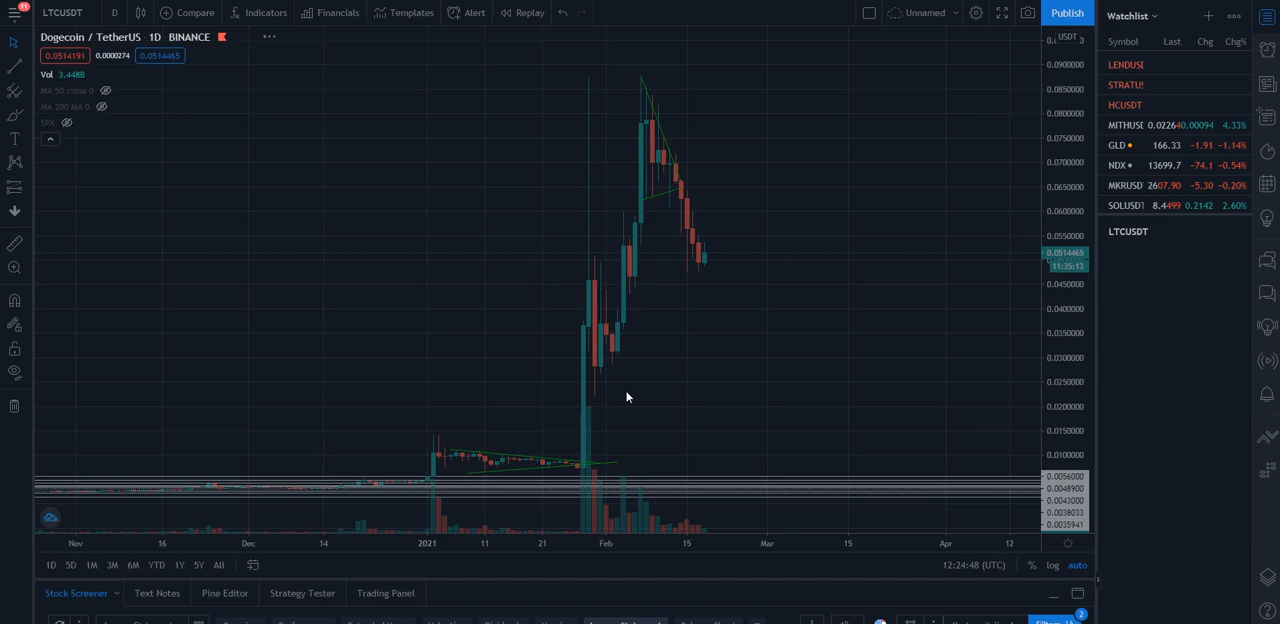 11
LTCUSDT D Compare Indicators Financials Templates Alert Replay Unnamed Publish
Watchlist
Dogecoin / TetherUS 1D BINANCE
USDT
Symbol Last Chg Chg%
0.0514191 0.0000274 0.0514465
Vol 3.448B
MA 50 close 0
MA 200 MA 0
SPX
LENDUSD
STRATUS
HCUSDT
MITHUSD 0.02264 0.00094 4.33%
GLD 166.33 −1.91 −1.14%
NDX 13699.7 −74.1 −0.54%
MKRUSD 2607.90 −5.30 −0.20%
SOLUSDT 8.4499 0.2142 2.60%
LTCUSDT
0.0900000
0.0850000
0.0800000
0.0750000
0.0700000
0.0650000
0.0600000
0.0550000
0.0514465
11:35:13
0.0450000
0.0400000
0.0350000
0.0300000
0.0250000
0.0200000
0.0150000
0.0100000
0.0056000
0.0048900
0.0043000
0.0038033
0.0035941
Nov 16 Dec 14 2021 11 21 Feb 15 Mar 15 Apr 12
1D 5D 1M 3M 6M YTD 1Y 5Y All 12:24:48 (UTC) % log auto
Stock Screener Text Notes Pine Editor Strategy Tester Trading Panel
2
Filters